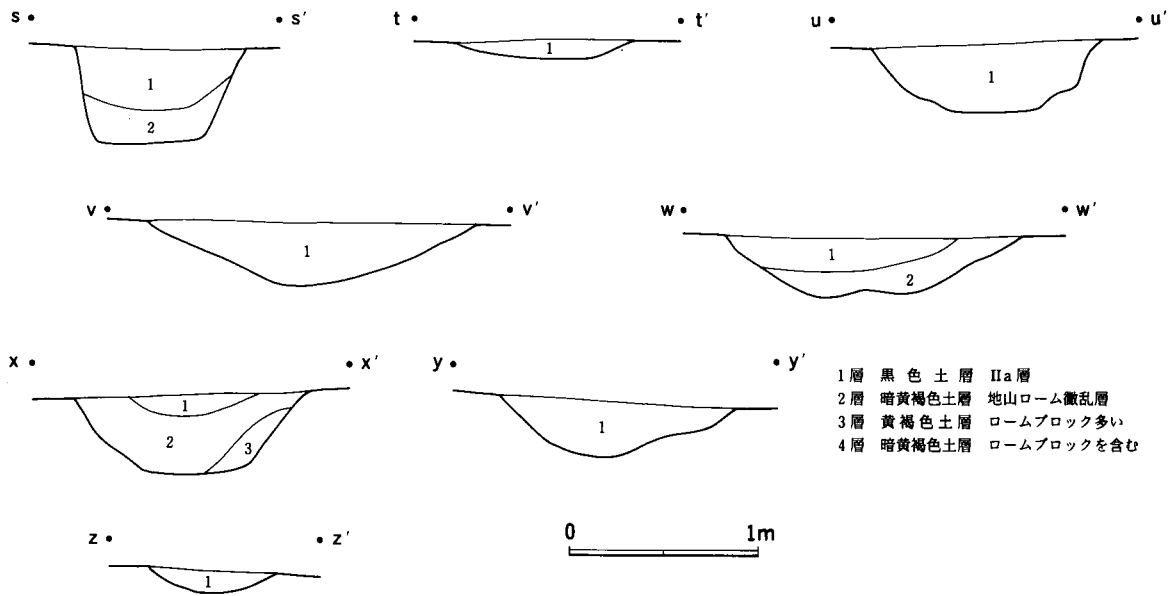 s s′ t t′ u u′
1 1 1
2
v v′ w w′
1 1
2
x x′ y y′
1 1
2 3
1層 黒色土層 IIa層
2層 暗黄褐色土層 地山ローム微乱層
3層 黄褐色土層 ロームブロック多い
4層 暗黄褐色土層 ロームブロックを含む
z z′ 0 1m
1